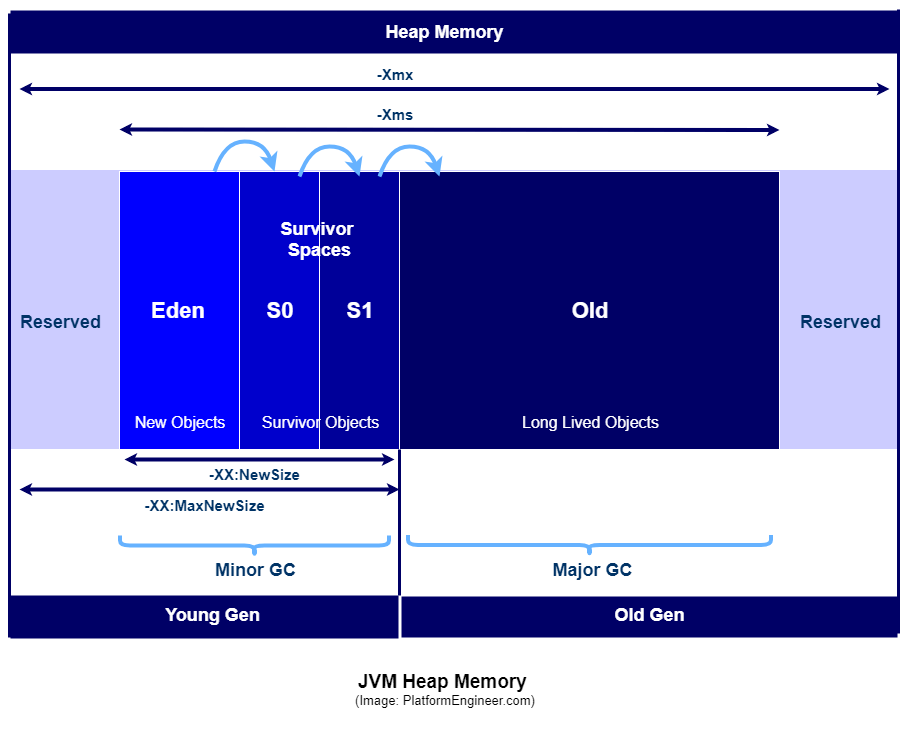 Heap Memory
-Xmx
-Xms
Survivor
Spaces
Reserved
Eden
S0
S1
Old
Reserved
New Objects
Survivor Objects
Long Lived Objects
-XX:NewSize
-XX:MaxNewSize
Minor GC
Major GC
Young Gen
Old Gen
JVM Heap Memory
(Image: PlatformEngineer.com)